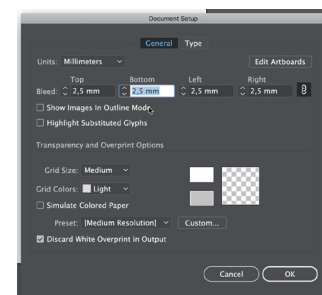 Document Setup
General Type
Units: Millimeters Edit Artboards
Top Bottom Left Right
Bleed: 2,5 mm 2,5 mm 2,5 mm 2,5 mm
Show Images In Outline Mode
Highlight Substituted Glyphs
Transparency and Overprint Options
Grid Size: Medium
Grid Colors: Light
Simulate Colored Paper
Preset: [Medium Resolution] Custom...
Discard White Overprint in Output
Cancel OK